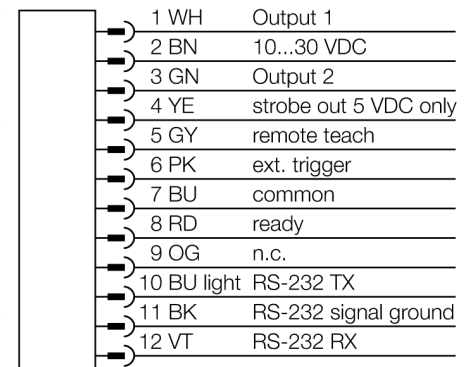 1 WH Output 1
2 BN 10...30 VDC
3 GN Output 2
4 YE strobe out 5 VDC only
5 GY remote teach
6 PK ext. trigger
7 BU common
8 RD ready
9 OG n.c.
10 BU light RS-232 TX
11 BK RS-232 signal ground
12 VT RS-232 RX